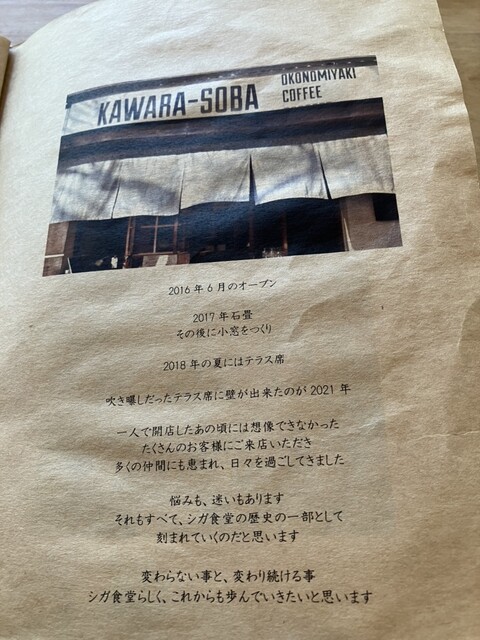 KAWARA-SOBA
OKONOMIYAKI
COFFEE
2016年6月のオープン
2017年石畳
その後に小窓をつくり
2018年の夏にはテラス席
吹き曝しだったテラス席に壁が出来たのが2021年
一人で開店したあの頃には想像できなかった
たくさんのお客様にご来店いただき
多くの仲間にも恵まれ、日々を過ごしてきました
悩みも、迷いもあります
それもすべて、シガ食堂の歴史の一部として
刻まれていくのだと思います
変わらない事と、変わり続ける事
シガ食堂らしく、これからも歩んでいきたいと思います